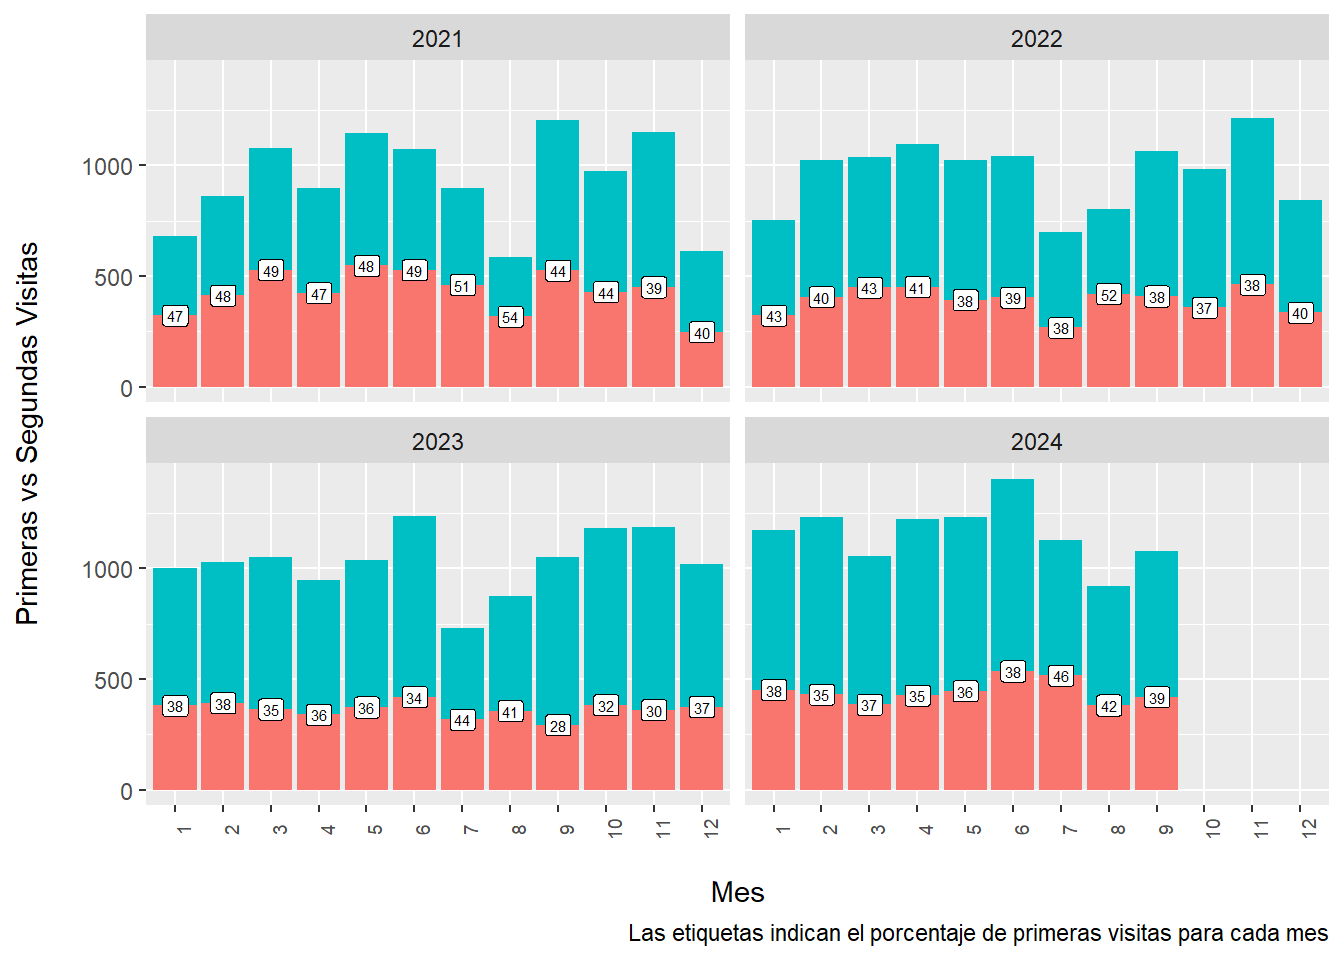 2021 2022
1000
500
0
47 48 49 47 48 49 51 54 44 44 39 40
43 40 43 41 38 39 38 52 38 37 38 40
2023 2024
1000
500
0
38 38 35 36 36 34 44 41 28 32 30 37
38 35 37 35 36 38 46 42 39
1 2 3 4 5 6 7 8 9 10 11 12
1 2 3 4 5 6 7 8 9 10 11 12
Primeras vs Segundas Visitas
Mes
Las etiquetas indican el porcentaje de primeras visitas para cada mes